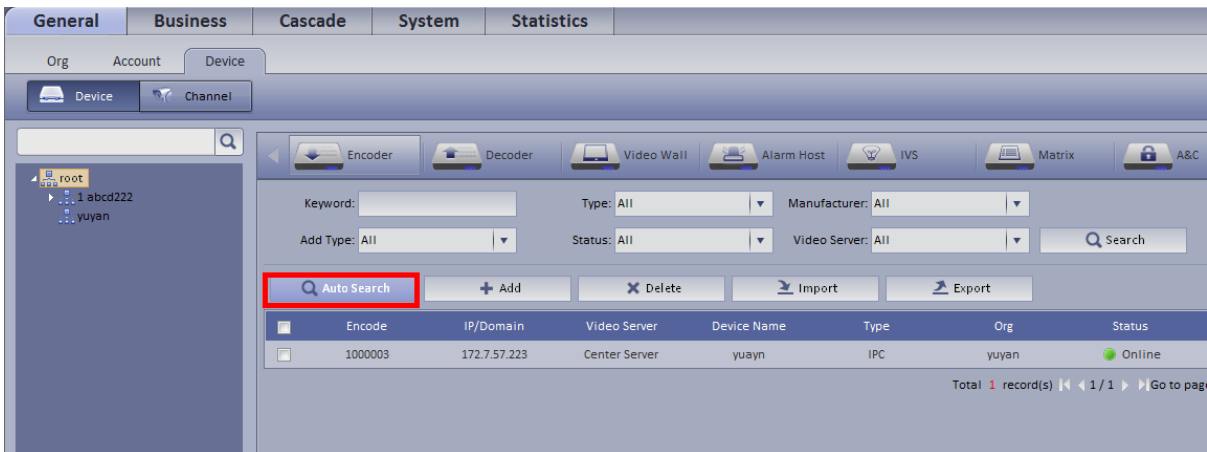 General Business Cascade System Statistics
Org Account Device
Device Channel
root
1 abcd222
yuyan
Encoder Decoder Video Wall Alarm Host IVS Matrix A&C
Keyword: Type: All Manufacturer: All
Add Type: All Status: All Video Server: All Search
Auto Search Add Delete Import Export
Encode IP/Domain Video Server Device Name Type Org Status
1000003 172.7.57.223 Center Server yuayn IPC yuyan Online
Total 1 record(s) 1 / 1 Go to page